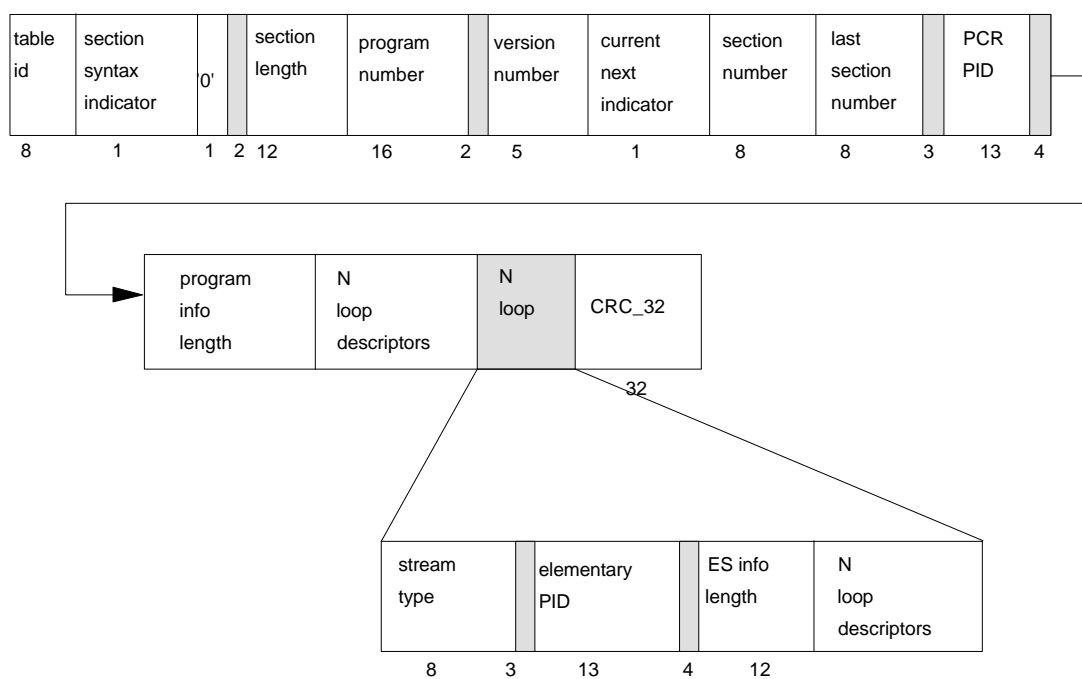 table
id
section
syntax
indicator
'0'
section
length
program
number
version
number
current
next
indicator
section
number
last
section
number
PCR
PID
8 1 1 2 12 16 2 5 1 8 8 3 13 4
program
info
length
N
loop
descriptors
N
loop
CRC_32
32
stream
type
elementary
PID
ES info
length
N
loop
descriptors
8 3 13 4 12